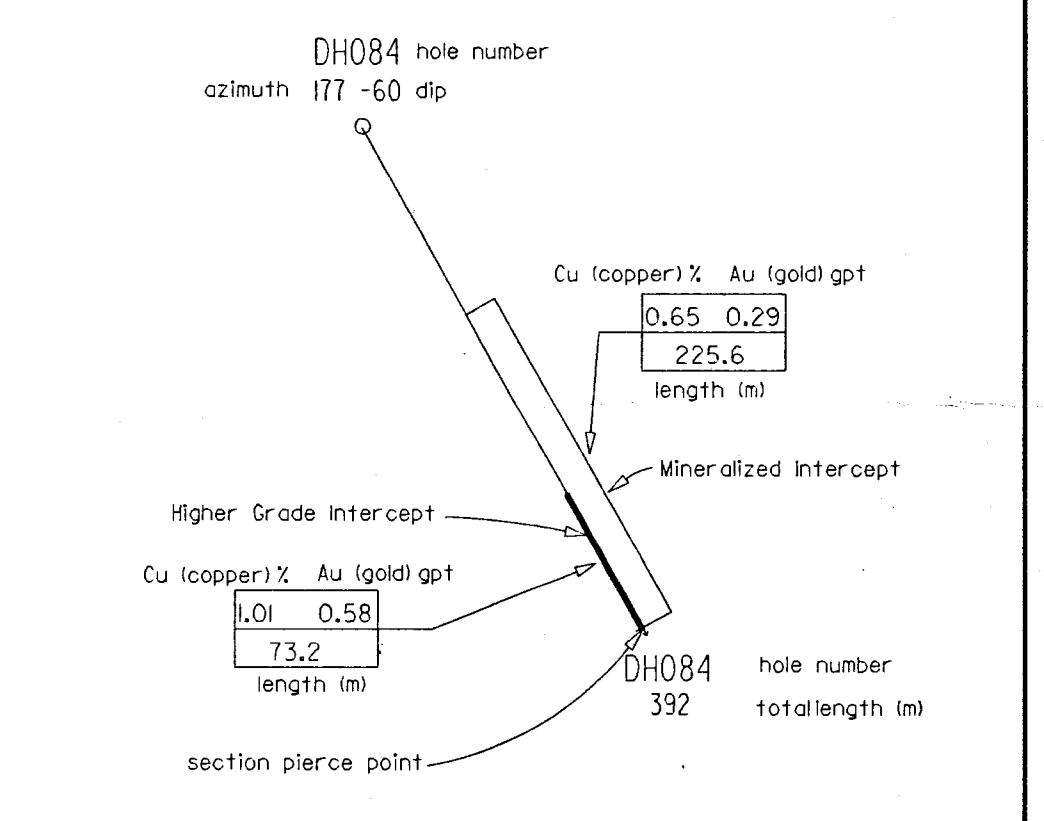 DH084 hole number
azimuth 177 -60 dip
Cu (copper) % Au (gold) gpt
0.65 0.29
225.6
length (m)
Mineralized Intercept
Higher Grade Intercept
Cu (copper) % Au (gold) gpt
1.01 0.58
73.2
length (m)
DH084 hole number
392 total length (m)
section pierce point